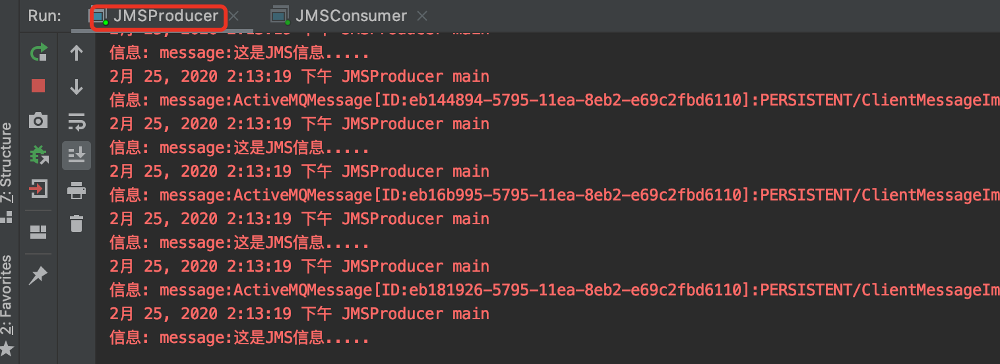 Run: JMSProducer JMSConsumer
信息: message:这是JMS信息.....
2月 25, 2020 2:13:19 下午 JMSProducer main
信息: message:ActiveMQMessage[ID:eb144894-5795-11ea-8eb2-e69c2fbd6110]:PERSISTENT/ClientMessageIm
2月 25, 2020 2:13:19 下午 JMSProducer main
信息: message:这是JMS信息.....
2月 25, 2020 2:13:19 下午 JMSProducer main
信息: message:ActiveMQMessage[ID:eb16b995-5795-11ea-8eb2-e69c2fbd6110]:PERSISTENT/ClientMessageIm
2月 25, 2020 2:13:19 下午 JMSProducer main
信息: message:这是JMS信息.....
2月 25, 2020 2:13:19 下午 JMSProducer main
信息: message:ActiveMQMessage[ID:eb181926-5795-11ea-8eb2-e69c2fbd6110]:PERSISTENT/ClientMessageIm
2月 25, 2020 2:13:19 下午 JMSProducer main
信息: message:这是JMS信息.....
7: Structure
2: Favorites